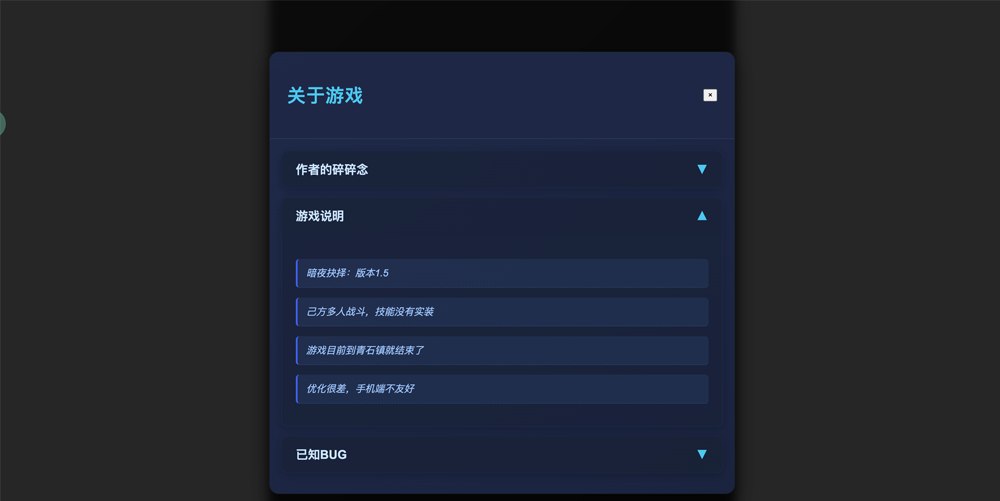 关于游戏
×
作者的碎碎念
▼
游戏说明
▲
暗夜抉择：版本1.5
己方多人战斗，技能没有实装
游戏目前到青石镇就结束了
优化很差，手机端不友好
已知BUG
▼